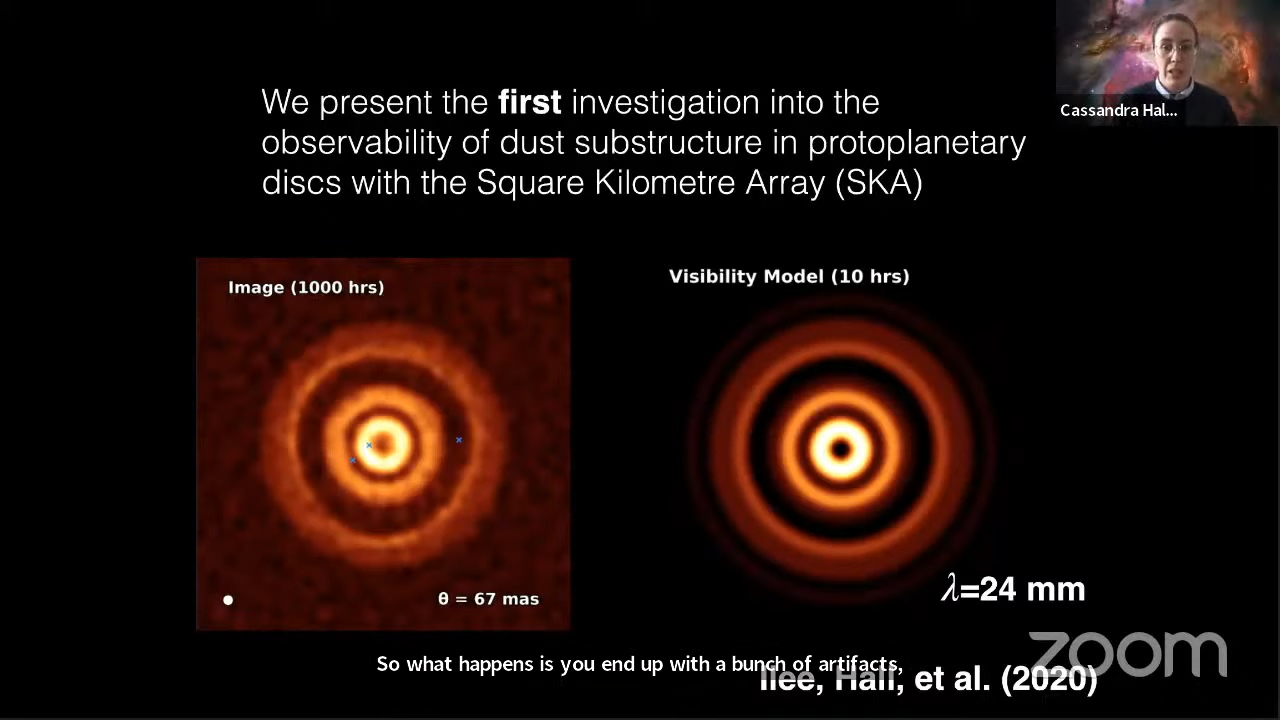 We present the first investigation into the
observability of dust substructure in protoplanetary
discs with the Square Kilometre Array (SKA)
Cassandra Hal...
Image (1000 hrs)
Visibility Model (10 hrs)
θ = 67 mas
λ=24 mm
So what happens is you end up with a bunch of artifacts,
Ilee, Hall, et al. (2020)
zoom